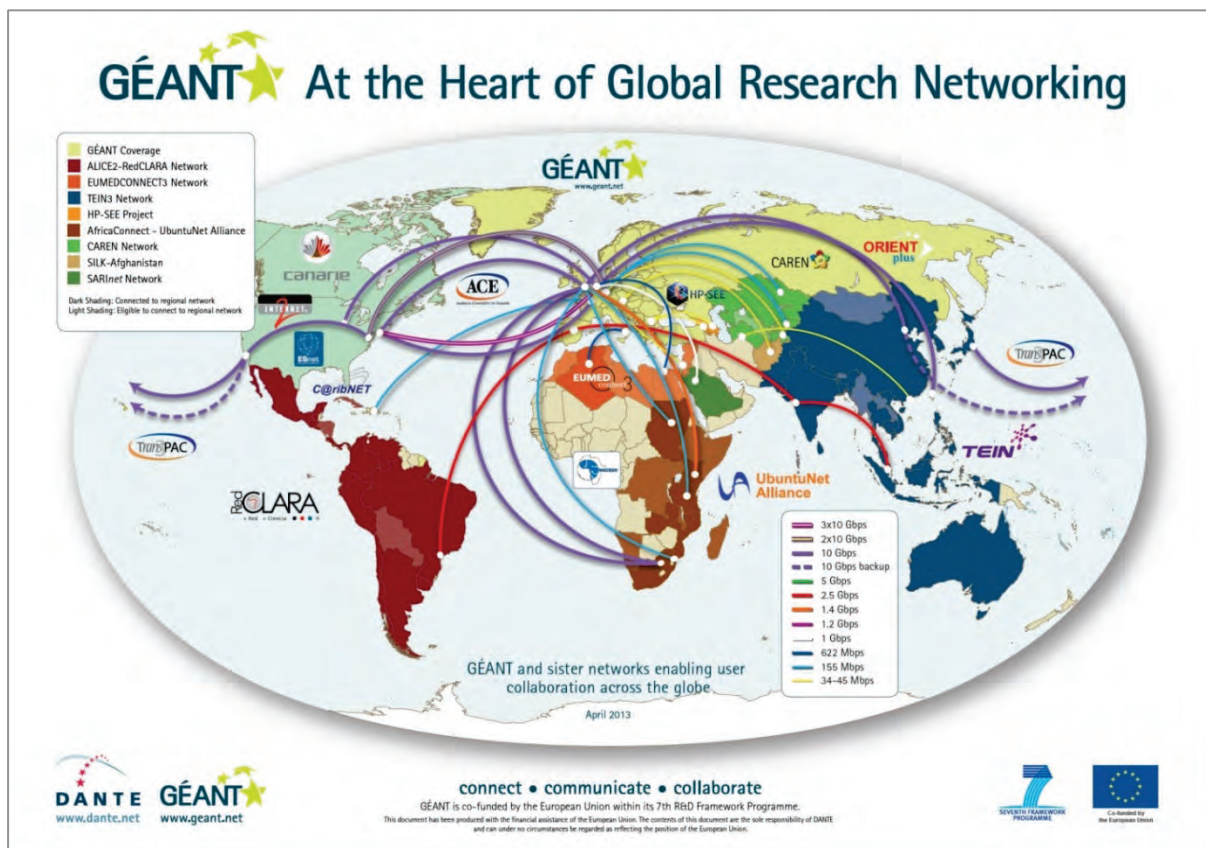 GÉANT At the Heart of Global Research Networking
GÉANT Coverage
ALICE2-RedCLARA Network
EUMEDCONNECT3 Network
TEIN3 Network
HP-SEE Project
AfricaConnect - UbuntuNet Alliance
CAREN Network
SILK-Afghanistan
SARInet Network
Dark Shading: Connected to regional network
Light Shading: Eligible to connect to regional network
GÉANT
www.geant.net
canarie
INTERNET 2
ESnet
ACE
C@ribNET
HP-SEE
CAREN
ORIENT
plus
TransPAC
TransPAC
EUMED
connect 3
TEIN
UbuntuNet
Alliance
Red CLARA
3x10 Gbps
2x10 Gbps
10 Gbps
10 Gbps backup
5 Gbps
2.5 Gbps
1.4 Gbps
1.2 Gbps
1 Gbps
622 Mbps
155 Mbps
34-45 Mbps
GÉANT and sister networks enabling user
collaboration across the globe
April 2013
DANTE
www.dante.net
GÉANT
www.geant.net
connect • communicate • collaborate
GÉANT is co-funded by the European Union within its 7th R&D Framework Programme.
This document has been produced with the financial assistance of the European Union. The contents of this document are the sole responsibility of DANTE
and can under no circumstances be regarded as reflecting the position of the European Union.
SEVENTH FRAMEWORK
PROGRAMME
Co-funded by
the European Union